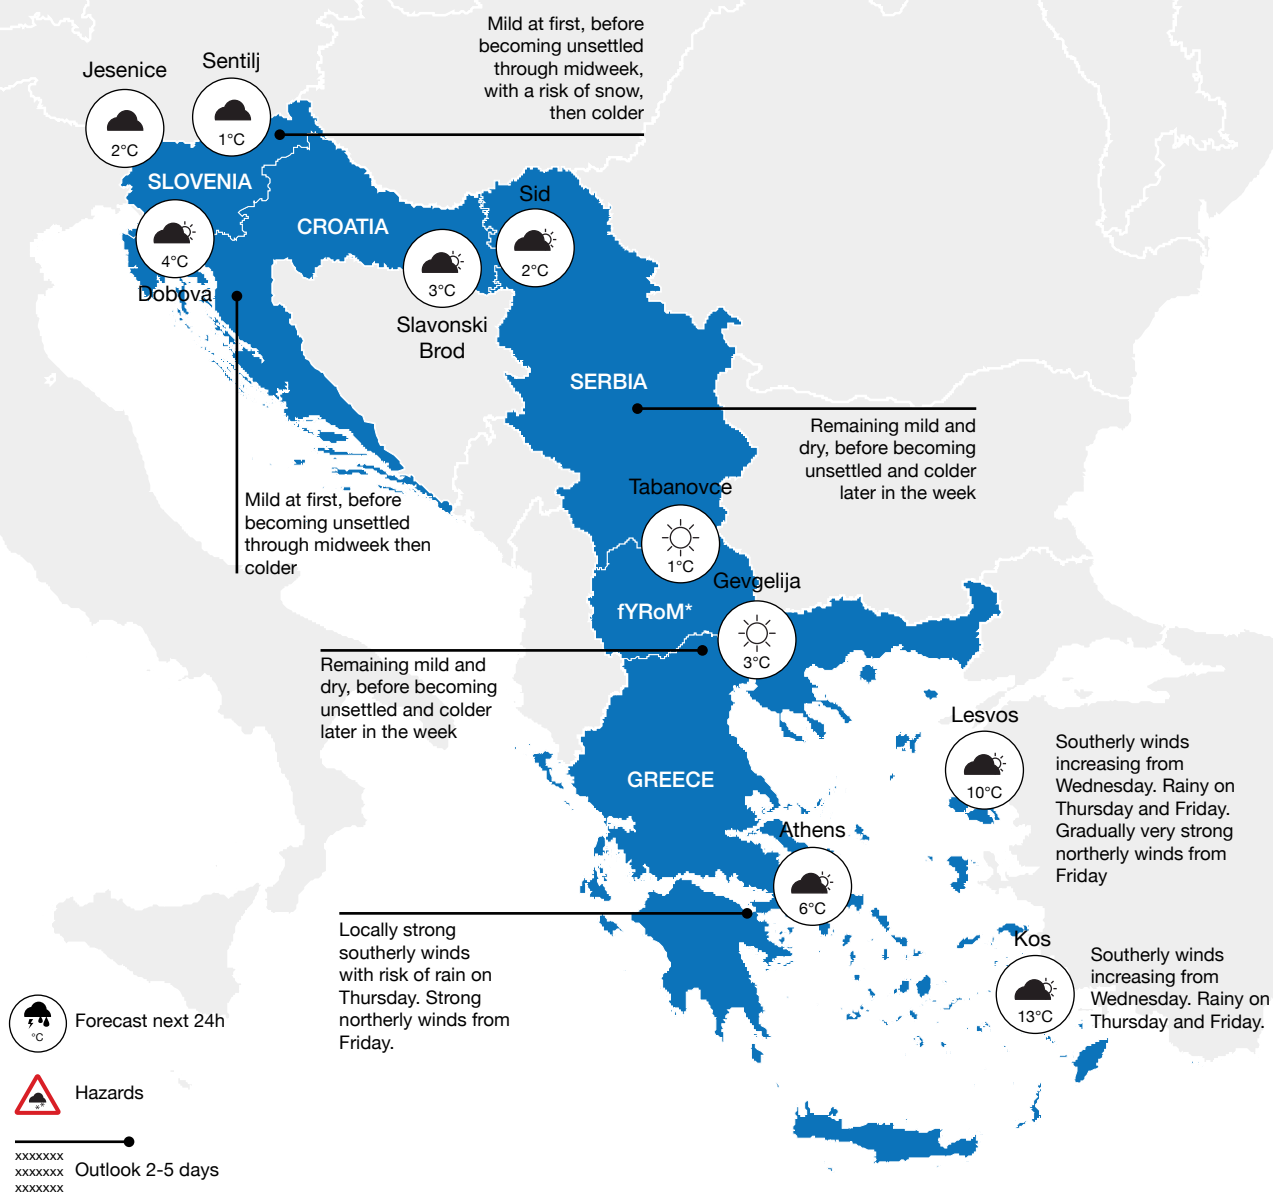 Mild at first, before
becoming unsettled
through midweek,
with a risk of snow,
then colder
Jesenice
Sentilj
2°C
1°C
SLOVENIA
Sid
CROATIA
4°C
2°C
3°C
Dobova
Slavonski
Brod
SERBIA
Remaining mild and
dry, before becoming
unsettled and colder
later in the week
Mild at first, before
becoming unsettled
through midweek then
colder
Tabanovce
1°C
Gevgelija
fYRoM*
3°C
Remaining mild and
dry, before becoming
unsettled and colder
later in the week
Lesvos
10°C
Southerly winds
increasing from
Wednesday. Rainy on
Thursday and Friday.
Gradually very strong
northerly winds from
Friday
GREECE
Athens
6°C
Locally strong
southerly winds
with risk of rain on
Thursday. Strong
northerly winds from
Friday.
Kos
13°C
Southerly winds
increasing from
Wednesday. Rainy on
Thursday and Friday.
°C
Forecast next 24h
Hazards
xxxxxxx
xxxxxxx
xxxxxxx
Outlook 2-5 days